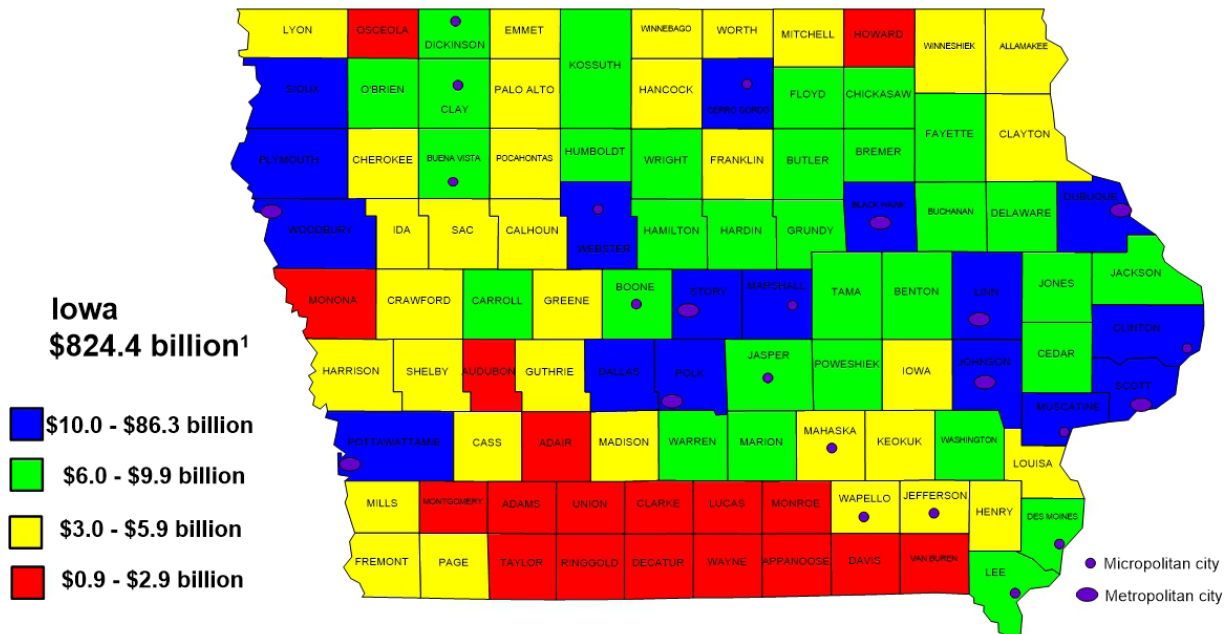 LYON
OSCEOLA
DICKINSON
EMMET
WINNEBAGO
WORTH
MITCHELL
HOWARD
WINNESHIEK
ALLAMAKEE
KOSSUTH
SIOUX
O'BRIEN
CLAY
PALO ALTO
HANCOCK
CERRO GORDO
FLOYD
CHICKASAW
FAYETTE
CLAYTON
PLYMOUTH
CHEROKEE
BUENA VISTA
POCAHONTAS
HUMBOLDT
WRIGHT
FRANKLIN
BUTLER
BREMER
WOODBURY
IDA
SAC
CALHOUN
WEBSTER
HAMILTON
HARDIN
GRUNDY
BLACK HAWK
BUCHANAN
DELAWARE
DUBUQUE
MONONA
CRAWFORD
CARROLL
GREENE
BOONE
STORY
MARSHALL
TAMA
BENTON
LINN
JONES
JACKSON
CLINTON
Iowa
$824.4 billion¹
HARRISON
SHELBY
AUDUBON
GUTHRIE
DALLAS
POLK
JASPER
POWESHIEK
IOWA
JOHNSON
CEDAR
SCOTT
MUSCATINE
$10.0 - $86.3 billion
POTTAWATTAMIE
CASS
ADAIR
MADISON
WARREN
MARION
MAHASKA
KEOKUK
WASHINGTON
LOUISA
$6.0 - $9.9 billion
MILLS
MONTGOMERY
ADAMS
UNION
CLARKE
LUCAS
MONROE
WAPELLO
JEFFERSON
HENRY
DES MOINES
$3.0 - $5.9 billion
FREMONT
PAGE
TAYLOR
RINGGOLD
DECATUR
WAYNE
APPANOOSE
DAVIS
VAN BUREN
LEE
$0.9 - $2.9 billion
Micropolitan city
Metropolitan city